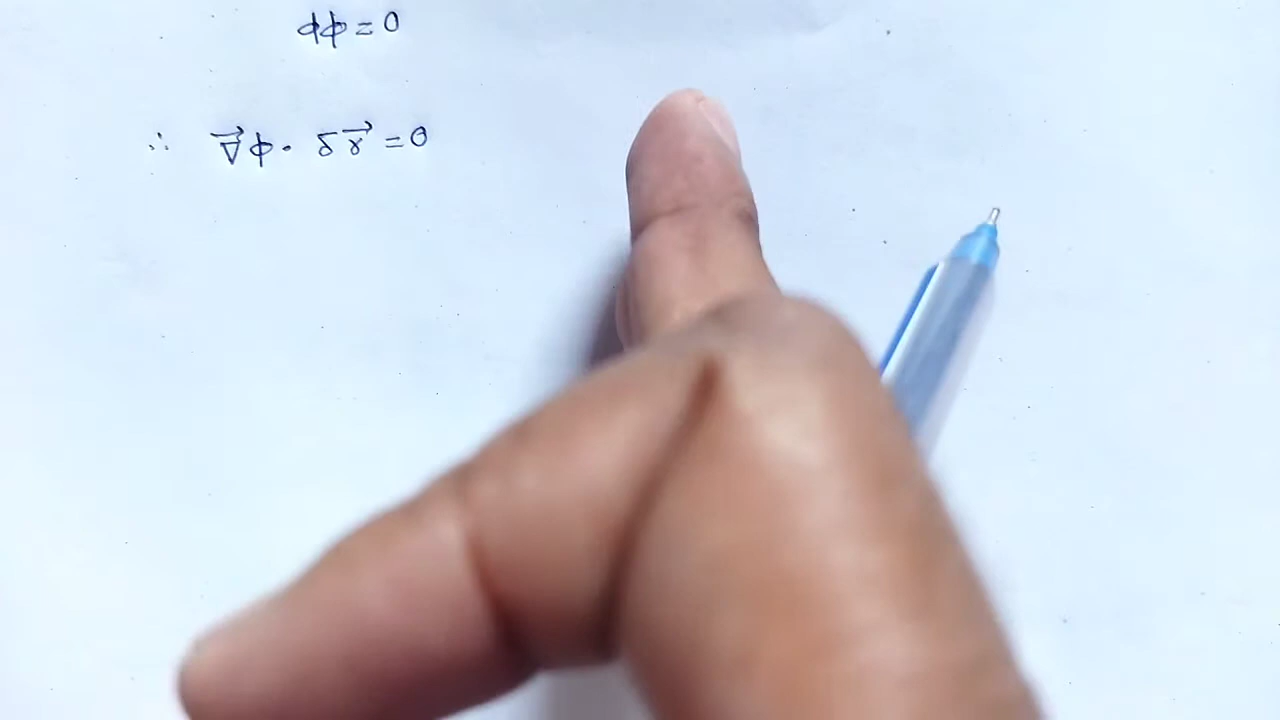 dϕ = 0
∴ ∇⃗ϕ · δr⃗ = 0